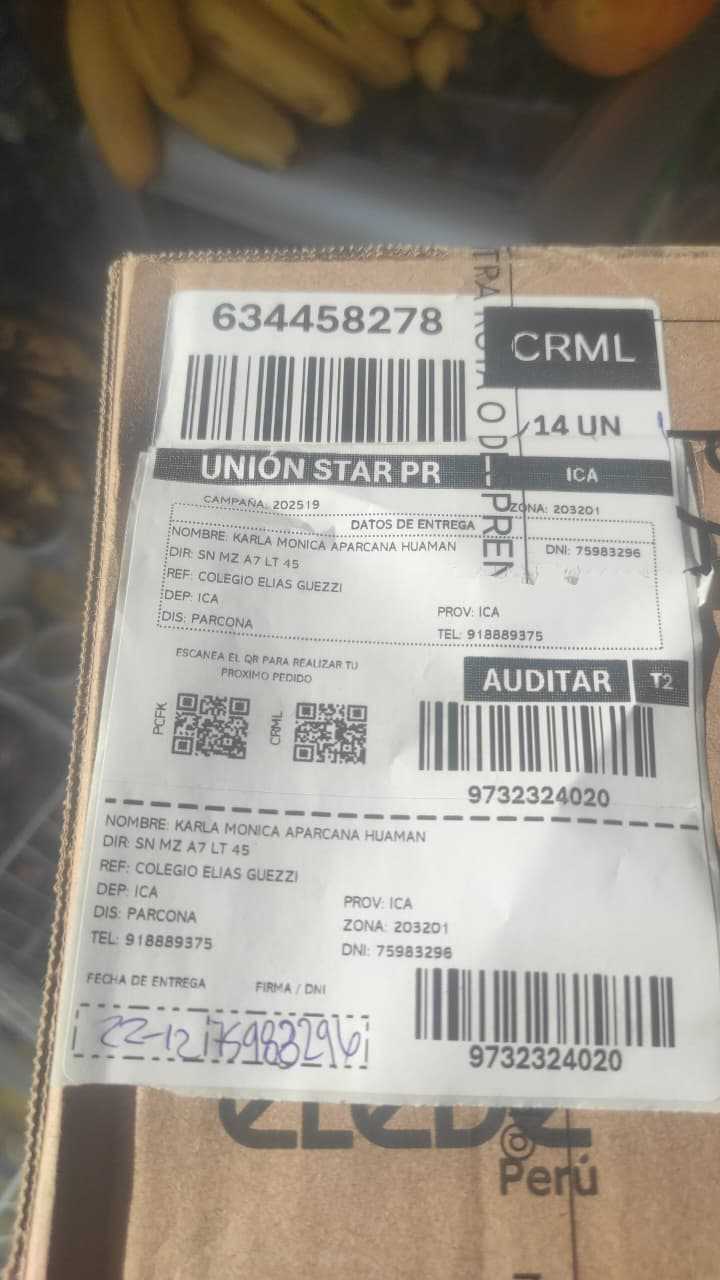 634458278
CRML
14 UN
UNIÓN STAR PR
ICA
CAMPAÑA: 202519
ZONA: 203201
DATOS DE ENTREGA
NOMBRE: KARLA MONICA APARCANA HUAMAN
DNI: 75983296
DIR: SN MZ A7 LT 45
REF: COLEGIO ELIAS GUEZZI
DEP: ICA
PROV: ICA
DIS: PARCONA
TEL: 918889375
ESCANEA EL QR PARA REALIZAR TU
PROXIMO PEDIDO
AUDITAR
T2
PCFK
CRML
9732324020
NOMBRE: KARLA MONICA APARCANA HUAMAN
DIR: SN MZ A7 LT 45
REF: COLEGIO ELIAS GUEZZI
DEP: ICA
PROV: ICA
DIS: PARCONA
ZONA: 203201
TEL: 918889375
DNI: 75983296
FECHA DE ENTREGA
FIRMA / DNI
22-12
75983296
9732324020
@
Perú